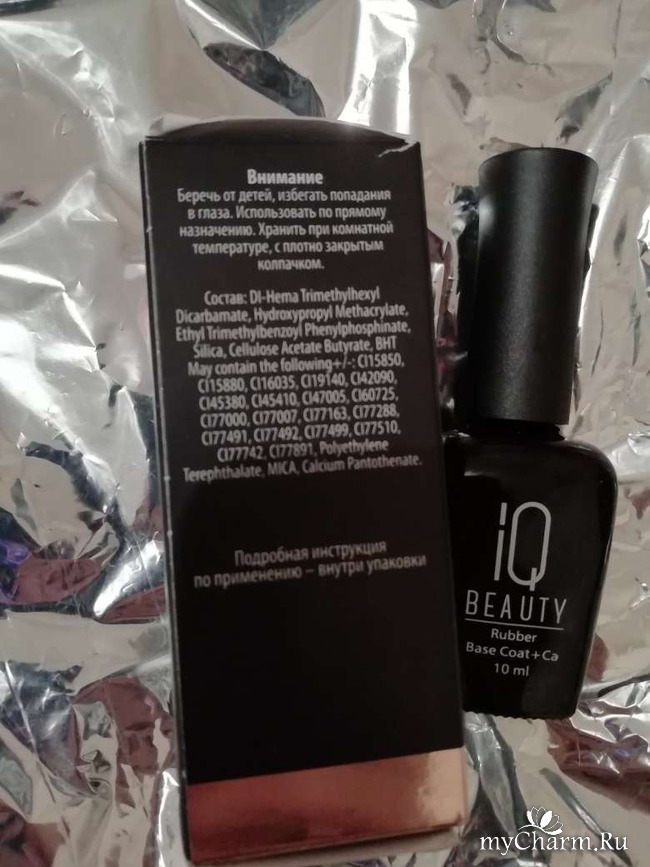 Внимание
Беречь от детей, избегать попадания
в глаза. Использовать по прямому
назначению. Хранить при комнатной
температуре, с плотно закрытым
колпачком.
Состав: DI-Hema Trimethylhexyl
Dicarbamate, Hydroxypropyl Methacrylate,
Ethyl Trimethylbenzoyl Phenylphosphinate,
Silica, Cellulose Acetate Butyrate, BHT
May contain the following+/-: CI15850,
CI15880, CI16035, CI19140, CI42090,
CI45380, CI45410, CI47005, CI60725,
CI77000, CI77007, CI77163, CI77288,
CI77491, CI77492, CI77499, CI77510,
CI77742, CI77891, Polyethylene
Terephthalate, MICA, Calcium Pantothenate.
Подробная инструкция
по применению – внутри упаковки
iQ
BEAUTY
Rubber
Base Coat+Ca
10 ml
myCharm.Ru